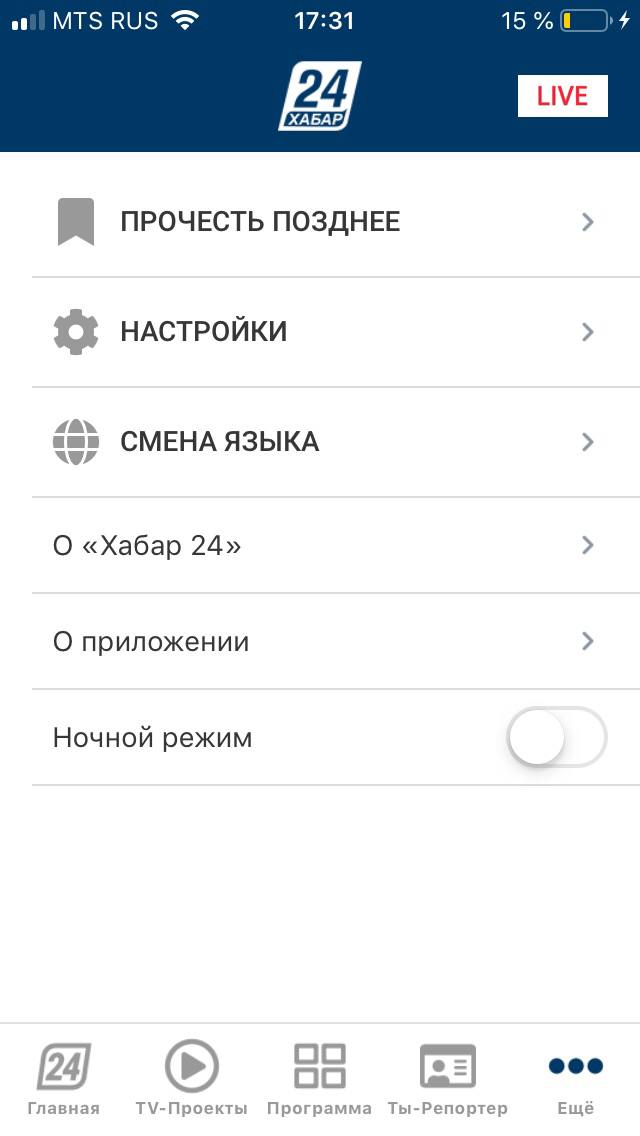 MTS RUS 17:31 15 %
24
ХАБАР
LIVE
ПРОЧЕСТЬ ПОЗДНЕЕ
НАСТРОЙКИ
СМЕНА ЯЗЫКА
О «Хабар 24»
О приложении
Ночной режим
24
Главная TV-Проекты Программа Ты-Репортер Ещё